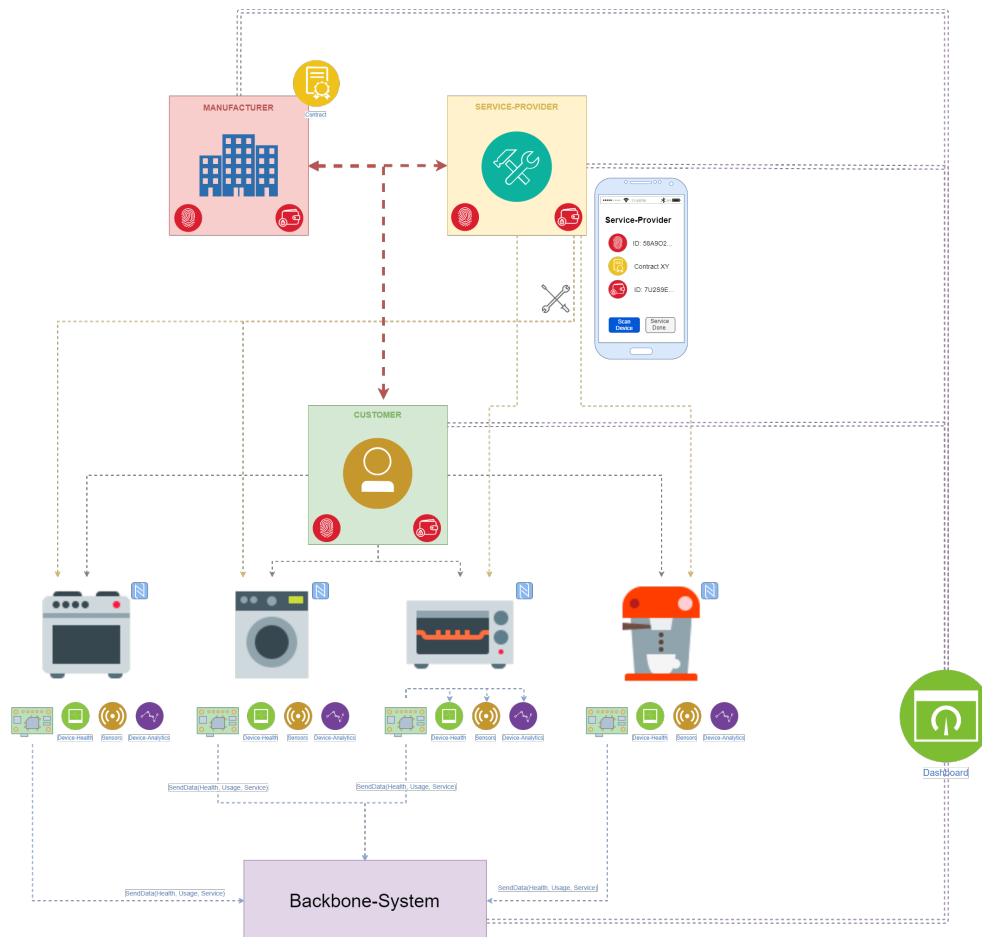 MANUFACTURER
Contract
SERVICE-PROVIDER
Service-Provider
ID: 58A9O2...
Contract XY
ID: 7U2S9E...
Scan
Device
Service
Done
CUSTOMER
Device-Health
Sensors
Device-Analytics
Device-Health
Sensors
Device-Analytics
Device-Health
Sensors
Device-Analytics
Device-Health
Sensors
Device-Analytics
Dashboard
SendData(Health, Usage, Service)
SendData(Health, Usage, Service)
SendData(Health, Usage, Service)
SendData(Health, Usage, Service)
Backbone-System